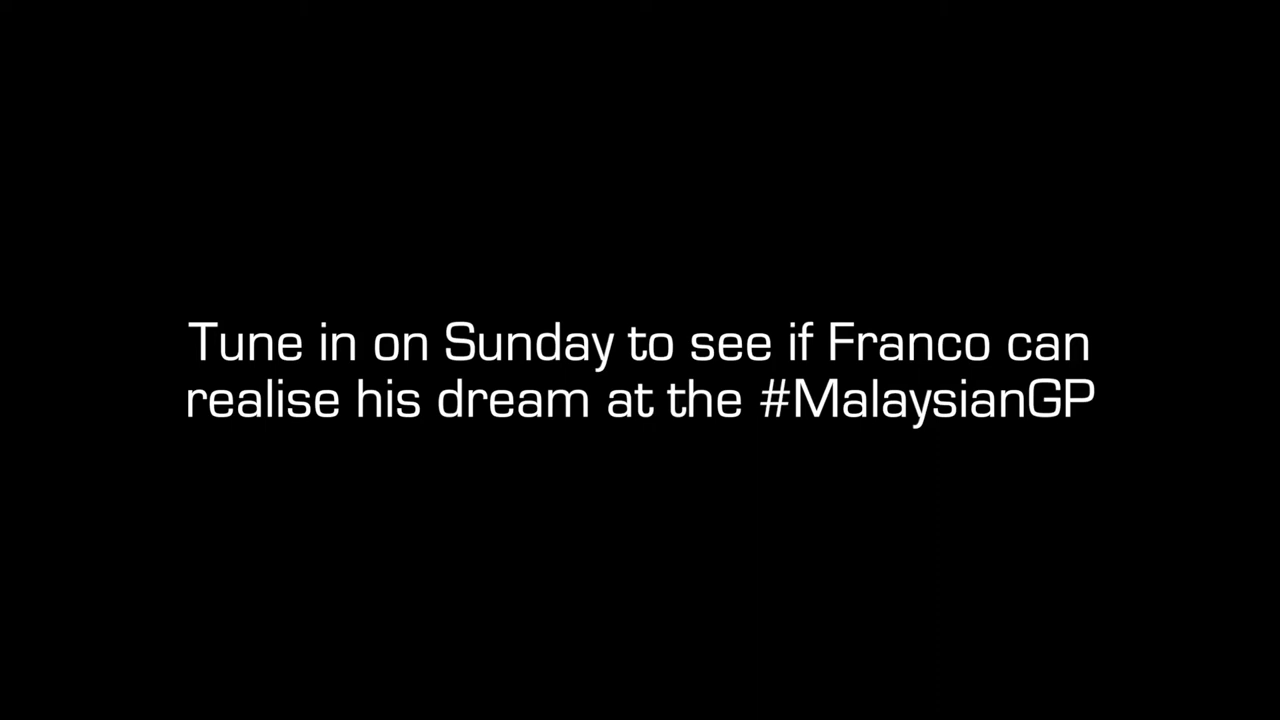 Tune in on Sunday to see if Franco can
realise his dream at the #MalaysianGP